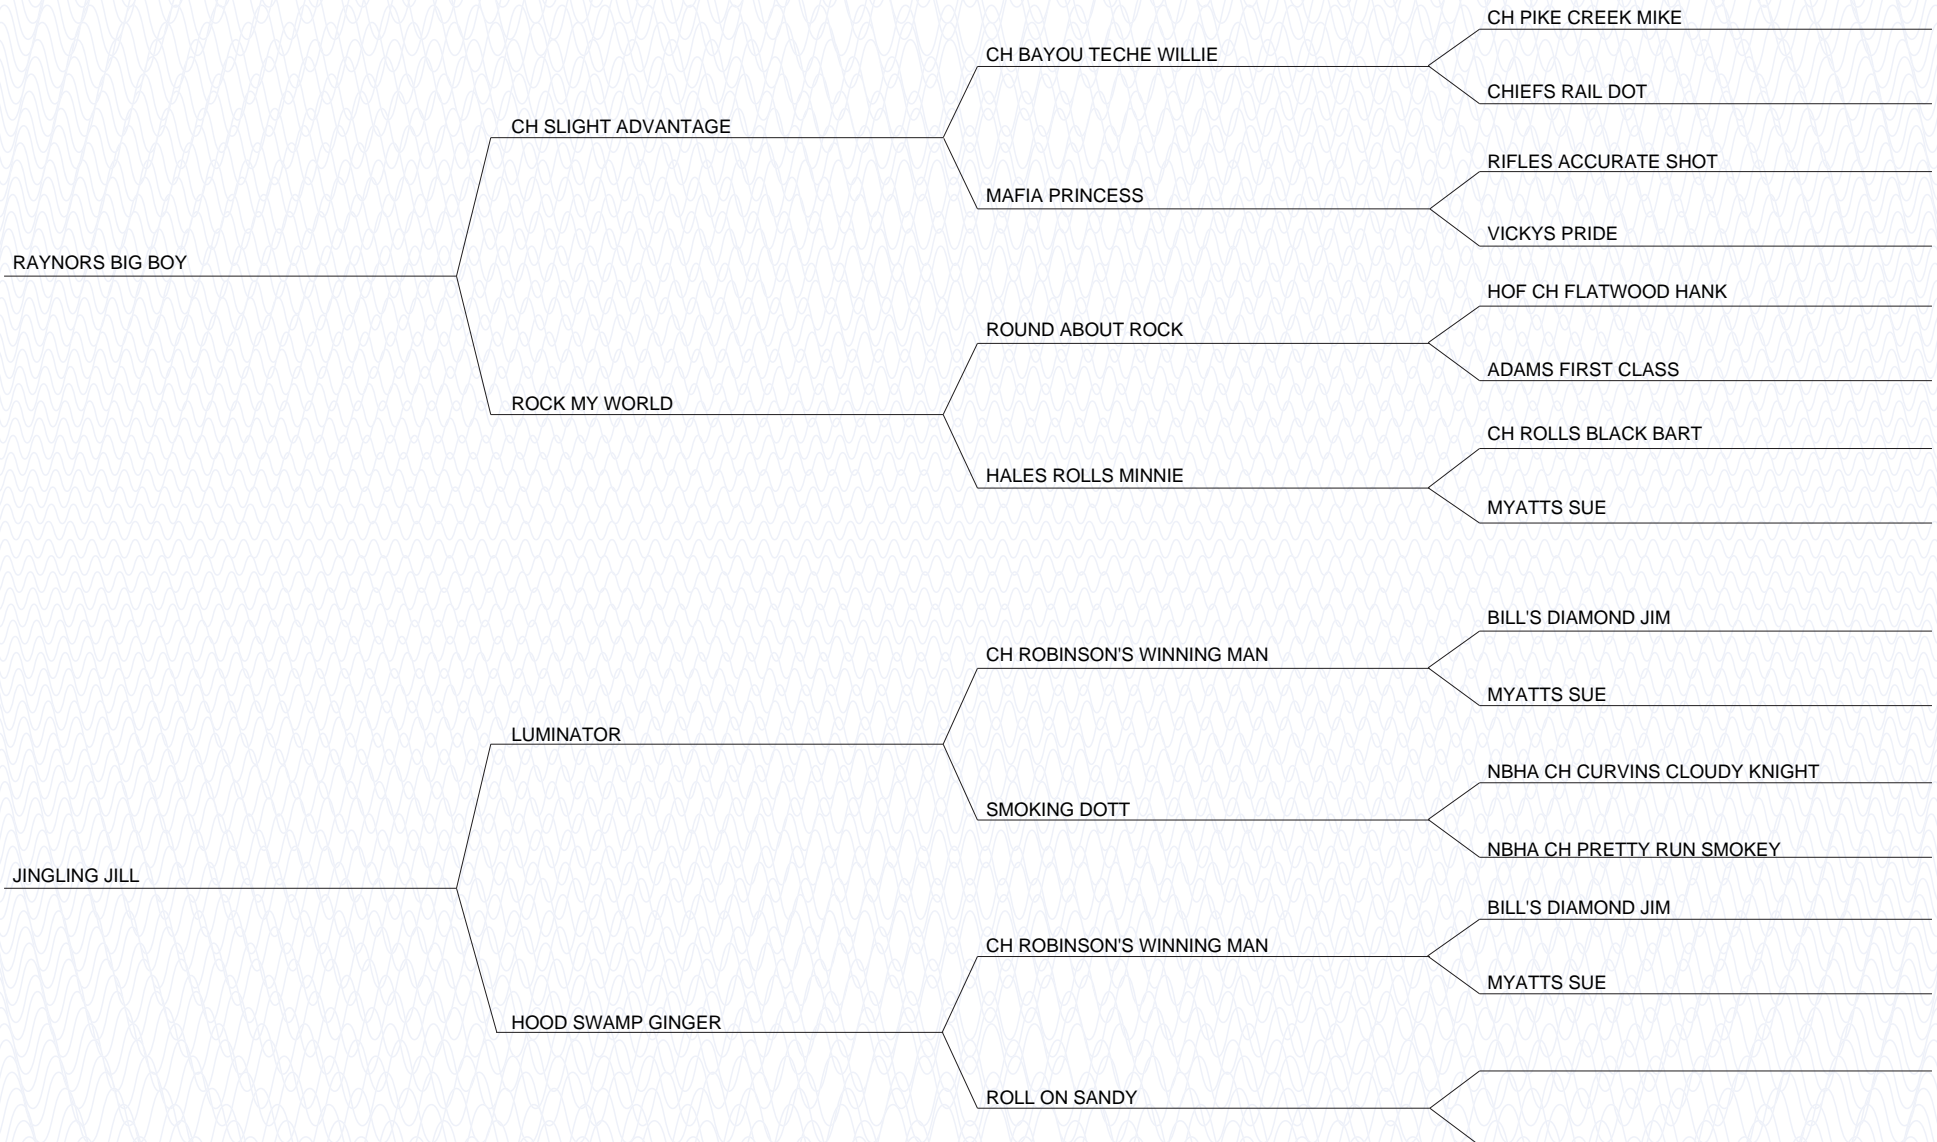 CH PIKE CREEK MIKE
CH BAYOU TECHE WILLIE
CHIEFS RAIL DOT
CH SLIGHT ADVANTAGE
RIFLES ACCURATE SHOT
MAFIA PRINCESS
VICKYS PRIDE
RAYNORS BIG BOY
HOF CH FLATWOOD HANK
ROUND ABOUT ROCK
ADAMS FIRST CLASS
ROCK MY WORLD
CH ROLLS BLACK BART
HALES ROLLS MINNIE
MYATTS SUE
BILL'S DIAMOND JIM
CH ROBINSON'S WINNING MAN
MYATTS SUE
LUMINATOR
NBHA CH CURVINS CLOUDY KNIGHT
SMOKING DOTT
NBHA CH PRETTY RUN SMOKEY
JINGLING JILL
BILL'S DIAMOND JIM
CH ROBINSON'S WINNING MAN
MYATTS SUE
HOOD SWAMP GINGER
ROLL ON SANDY